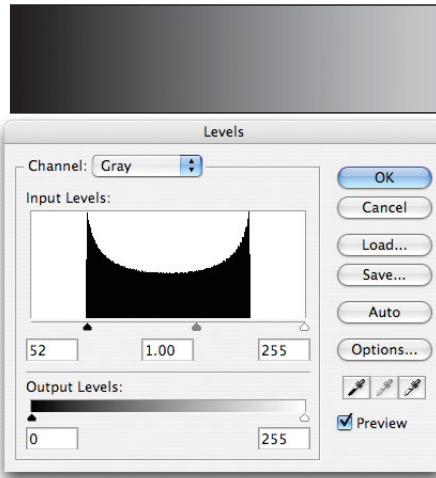 Levels
Channel: Gray
Input Levels:
52 1.00 255
Output Levels:
0 255
OK
Cancel
Load...
Save...
Auto
Options...
Preview